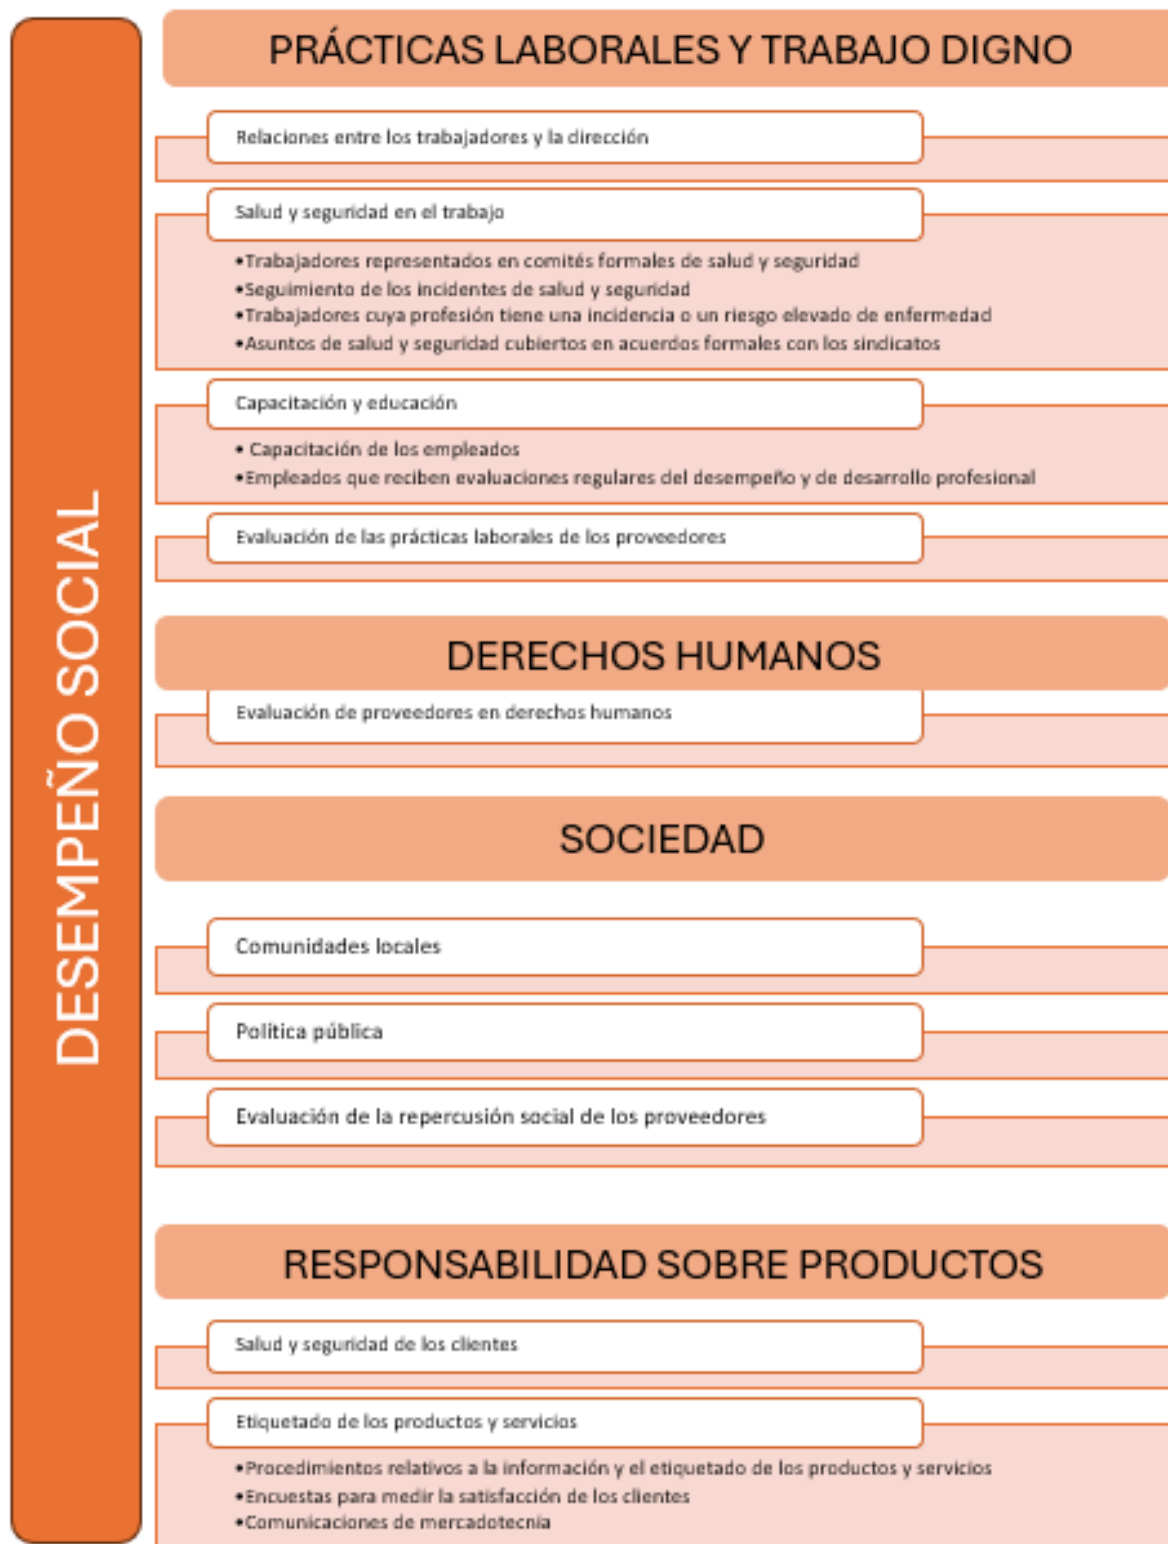 DESEMPEÑO SOCIAL
PRÁCTICAS LABORALES Y TRABAJO DIGNO
Relaciones entre los trabajadores y la dirección
Salud y seguridad en el trabajo
•Trabajadores representados en comités formales de salud y seguridad
•Seguimiento de los incidentes de salud y seguridad
•Trabajadores cuya profesión tiene una incidencia o un riesgo elevado de enfermedad
•Asuntos de salud y seguridad cubiertos en acuerdos formales con los sindicatos
Capacitación y educación
• Capacitación de los empleados
•Empleados que reciben evaluaciones regulares del desempeño y de desarrollo profesional
Evaluación de las prácticas laborales de los proveedores
DERECHOS HUMANOS
Evaluación de proveedores en derechos humanos
SOCIEDAD
Comunidades locales
Política pública
Evaluación de la repercusión social de los proveedores
RESPONSABILIDAD SOBRE PRODUCTOS
Salud y seguridad de los clientes
Etiquetado de los productos y servicios
•Procedimientos relativos a la información y el etiquetado de los productos y servicios
•Encuestas para medir la satisfacción de los clientes
•Comunicaciones de mercadotecnia